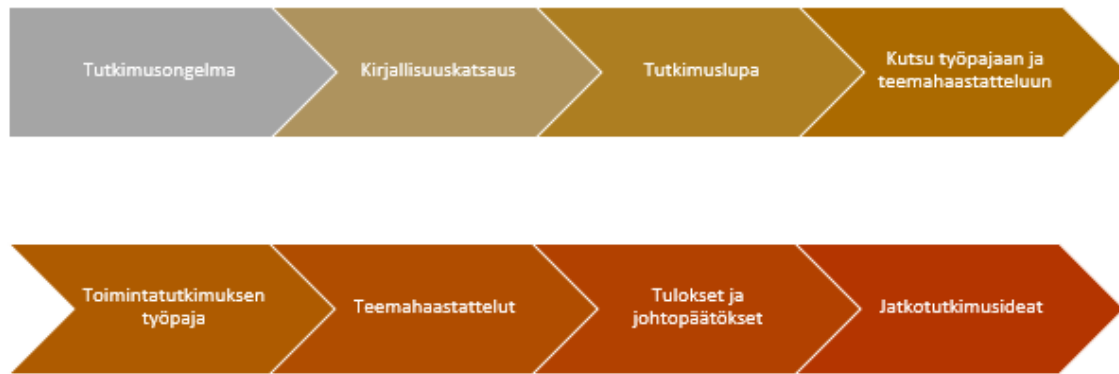 Tutkimusongelma
Kirjallisuuskatsaus
Tutkimuslupa
Kutsu työpajaan ja
teemahaastatteluun
Toimintatutkimuksen
työpaja
Teemahaastattelut
Tulokset ja
johtopäätökset
Jatkotutkimusideat